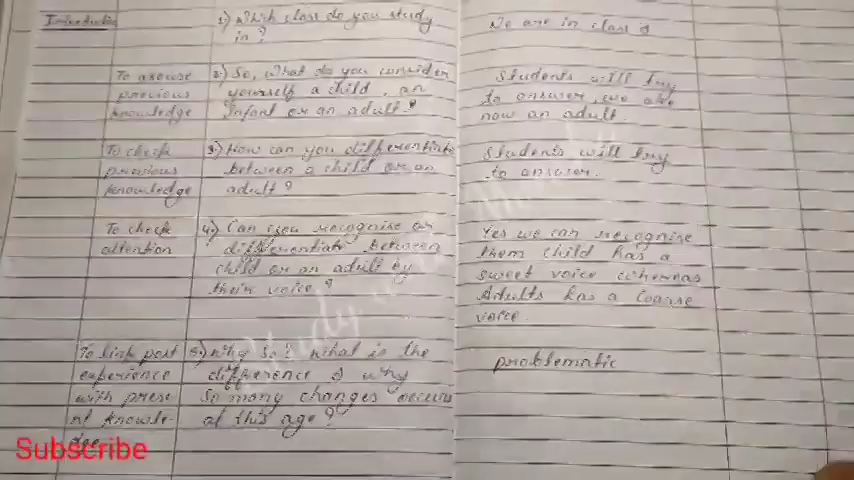 Introduction
1.) Which class do you study
in?
We are in class 9
To arouse
previous
knowledge
2.) So, what do you consider
yourself a child, an
infant or an adult?
Students will try
to answer, we are
now an adult.
To check
previous
knowledge
3.) How can you differentiate
between a child or an
adult?
Students will try
to answer.
To check
attention
4.) Can you recognise or
differentiate between
child or an adult by
their voice?
Yes we can recognise
them child has a
sweet voice whereas
Adults has a Coarse
voice.
To link past
experience
with prese
nt knowle-
dge
5.) Why so? What is the
difference & why
So many changes occurs
at this age?
problematic
Subscribe